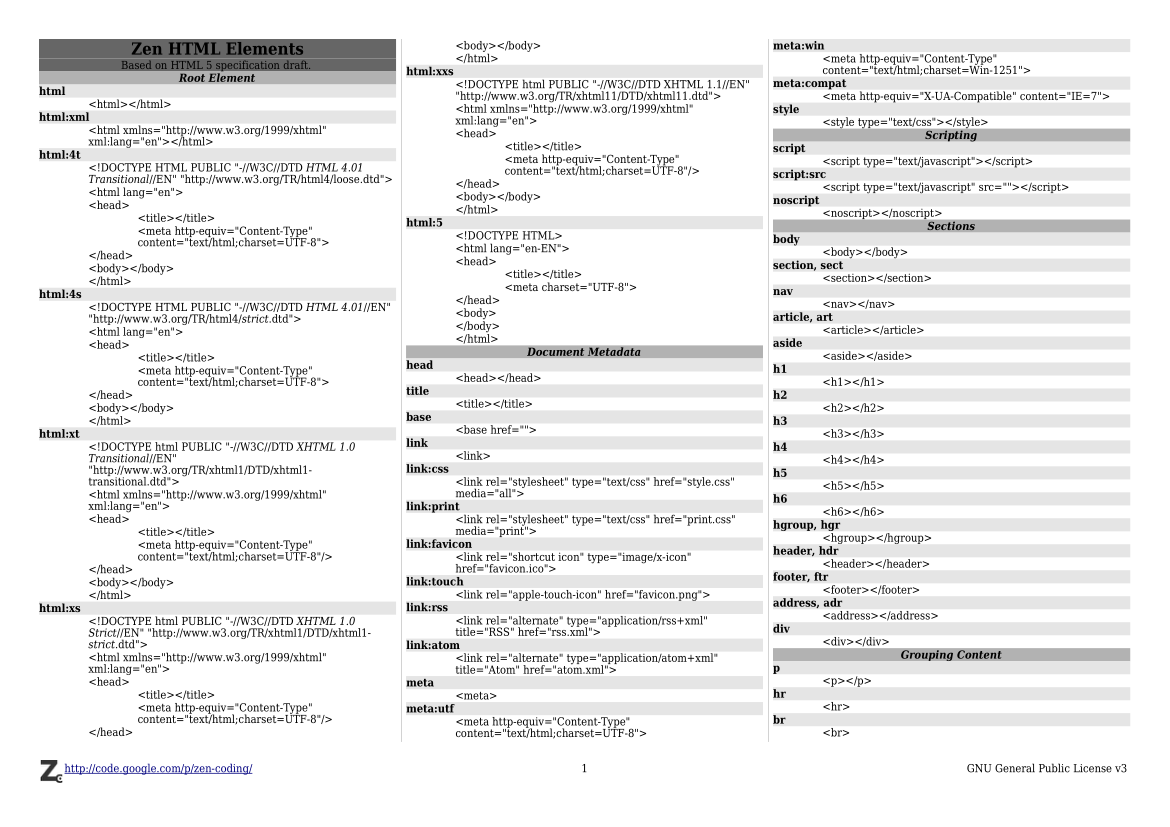 Zen HTML Elements
Based on HTML 5 specification draft.
Root Element
html
<html></html>
html:xml
<html xmlns="http://www.w3.org/1999/xhtml"
xml:lang="en"></html>
html:4t
<!DOCTYPE HTML PUBLIC "-//W3C//DTD HTML 4.01
Transitional//EN" "http://www.w3.org/TR/html4/loose.dtd">
<html lang="en">
<head>
<title></title>
<meta http-equiv="Content-Type"
content="text/html;charset=UTF-8">
</head>
<body></body>
</html>
html:4s
<!DOCTYPE HTML PUBLIC "-//W3C//DTD HTML 4.01//EN"
"http://www.w3.org/TR/html4/strict.dtd">
<html lang="en">
<head>
<title></title>
<meta http-equiv="Content-Type"
content="text/html;charset=UTF-8">
</head>
<body></body>
</html>
html:xt
<!DOCTYPE html PUBLIC "-//W3C//DTD XHTML 1.0
Transitional//EN"
"http://www.w3.org/TR/xhtml1/DTD/xhtml1-
transitional.dtd">
<html xmlns="http://www.w3.org/1999/xhtml"
xml:lang="en">
<head>
<title></title>
<meta http-equiv="Content-Type"
content="text/html;charset=UTF-8"/>
</head>
<body></body>
</html>
html:xs
<!DOCTYPE html PUBLIC "-//W3C//DTD XHTML 1.0
Strict//EN" "http://www.w3.org/TR/xhtml1/DTD/xhtml1-
strict.dtd">
<html xmlns="http://www.w3.org/1999/xhtml"
xml:lang="en">
<head>
<title></title>
<meta http-equiv="Content-Type"
content="text/html;charset=UTF-8"/>
</head>
<body></body>
</html>
html:xxs
<!DOCTYPE html PUBLIC "-//W3C//DTD XHTML 1.1//EN"
"http://www.w3.org/TR/xhtml11/DTD/xhtml11.dtd">
<html xmlns="http://www.w3.org/1999/xhtml"
xml:lang="en">
<head>
<title></title>
<meta http-equiv="Content-Type"
content="text/html;charset=UTF-8"/>
</head>
<body></body>
</html>
html:5
<!DOCTYPE HTML>
<html lang="en-EN">
<head>
<title></title>
<meta charset="UTF-8">
</head>
<body>
</body>
</html>
Document Metadata
head
<head></head>
title
<title></title>
base
<base href="">
link
<link>
link:css
<link rel="stylesheet" type="text/css" href="style.css"
media="all">
link:print
<link rel="stylesheet" type="text/css" href="print.css"
media="print">
link:favicon
<link rel="shortcut icon" type="image/x-icon"
href="favicon.ico">
link:touch
<link rel="apple-touch-icon" href="favicon.png">
link:rss
<link rel="alternate" type="application/rss+xml"
title="RSS" href="rss.xml">
link:atom
<link rel="alternate" type="application/atom+xml"
title="Atom" href="atom.xml">
meta
<meta>
meta:utf
<meta http-equiv="Content-Type"
content="text/html;charset=UTF-8">
meta:win
<meta http-equiv="Content-Type"
content="text/html;charset=Win-1251">
meta:compat
<meta http-equiv="X-UA-Compatible" content="IE=7">
style
<style type="text/css"></style>
Scripting
script
<script type="text/javascript"></script>
script:src
<script type="text/javascript" src=""></script>
noscript
<noscript></noscript>
Sections
body
<body></body>
section, sect
<section></section>
nav
<nav></nav>
article, art
<article></article>
aside
<aside></aside>
h1
<h1></h1>
h2
<h2></h2>
h3
<h3></h3>
h4
<h4></h4>
h5
<h5></h5>
h6
<h6></h6>
hgroup, hgr
<hgroup></hgroup>
header, hdr
<header></header>
footer, ftr
<footer></footer>
address, adr
<address></address>
div
<div></div>
Grouping Content
p
<p></p>
hr
<hr>
br
<br>
Zc http://code.google.com/p/zen-coding/
1
GNU General Public License v3